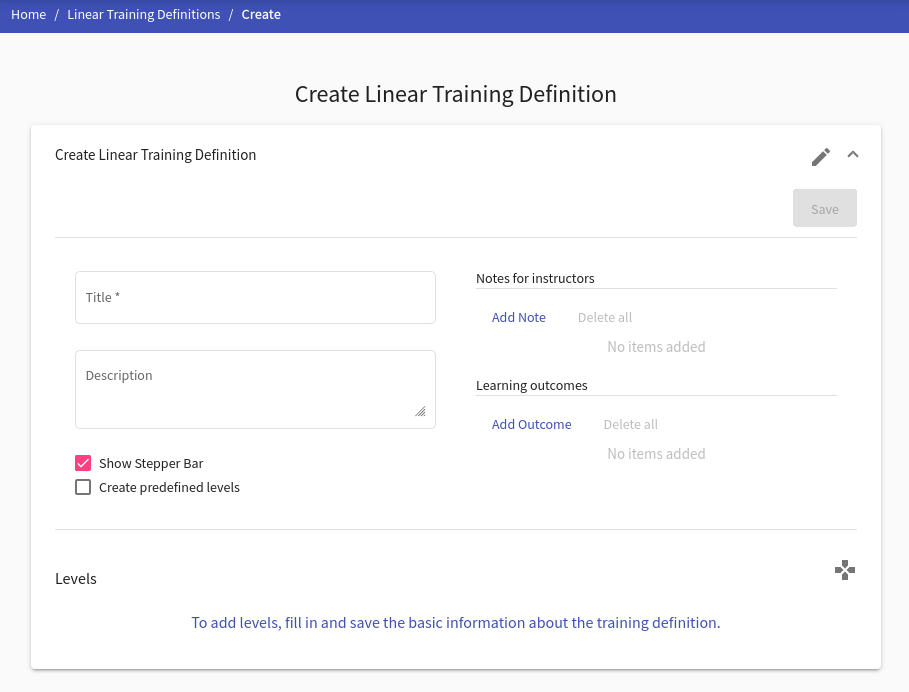 Home / Linear Training Definitions / Create
Create Linear Training Definition
Create Linear Training Definition
Save
Title *
Description
Show Stepper Bar
Create predefined levels
Notes for instructors
Add Note Delete all
No items added
Learning outcomes
Add Outcome Delete all
No items added
Levels
To add levels, fill in and save the basic information about the training definition.